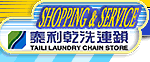 SHOPPING & SERVICE
泰利乾洗連鎖
TAILI LAUNDRY CHAIN STORE